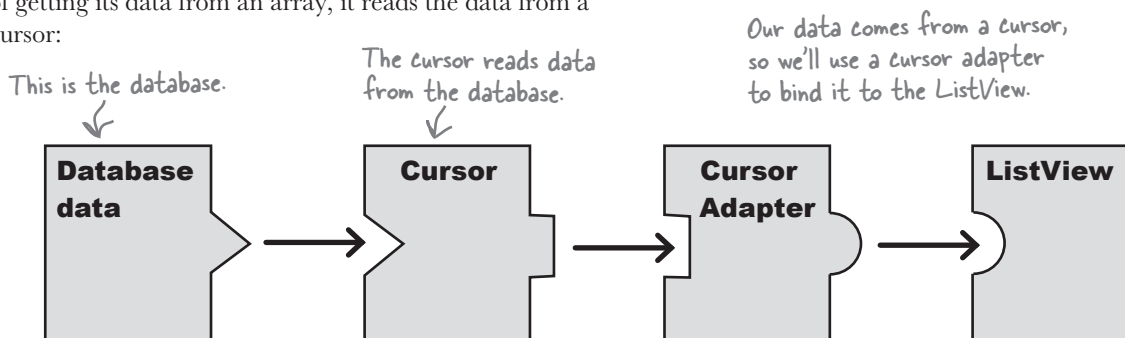 of getting its data from an array, it reads the data from a
cursor:
This is the database.
The cursor reads data
from the database.
Our data comes from a cursor,
so we'll use a cursor adapter
to bind it to the ListView.
Database
data
Cursor
Cursor
Adapter
ListView